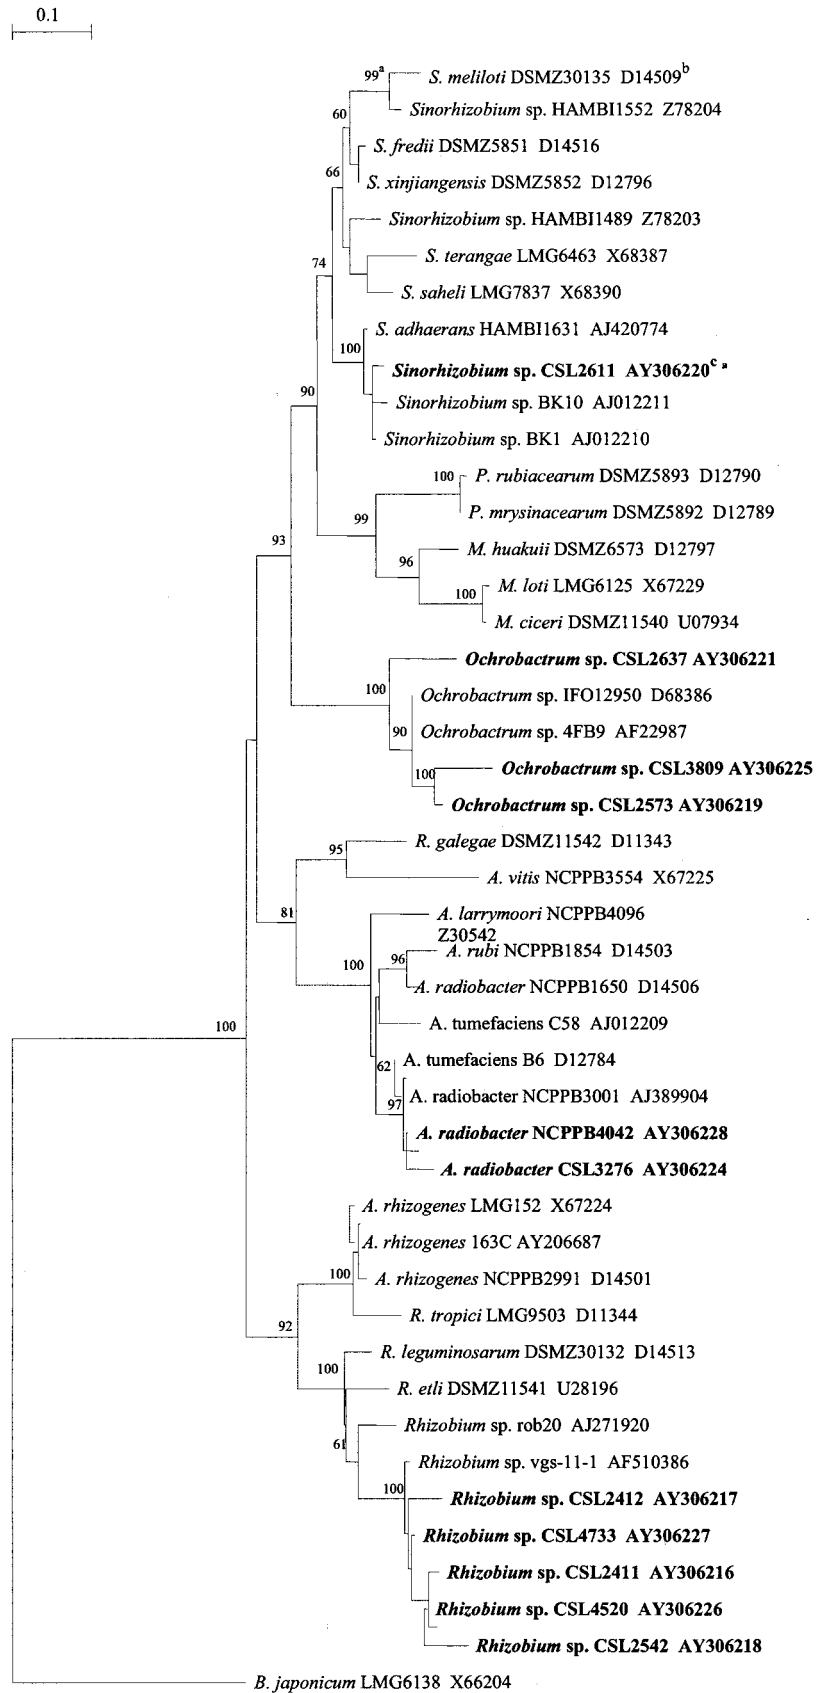 0.1
99ᵃ
S. meliloti DSMZ30135 D14509ᵇ
Sinorhizobium sp. HAMBI1552 Z78204
60
S. fredii DSMZ5851 D14516
66
S. xinjiangensis DSMZ5852 D12796
Sinorhizobium sp. HAMBI1489 Z78203
S. terangae LMG6463 X68387
74
S. saheli LMG7837 X68390
S. adhaerans HAMBI1631 AJ420774
100
Sinorhizobium sp. CSL2611 AY306220ᶜ ᵃ
90
Sinorhizobium sp. BK10 AJ012211
Sinorhizobium sp. BK1 AJ012210
100
P. rubiacearum DSMZ5893 D12790
99
P. mrysinacearum DSMZ5892 D12789
93
M. huakuii DSMZ6573 D12797
96
M. loti LMG6125 X67229
100
M. ciceri DSMZ11540 U07934
Ochrobactrum sp. CSL2637 AY306221
100
Ochrobactrum sp. IFO12950 D68386
90
Ochrobactrum sp. 4FB9 AF22987
Ochrobactrum sp. CSL3809 AY306225
100
Ochrobactrum sp. CSL2573 AY306219
R. galegae DSMZ11542 D11343
95
A. vitis NCPPB3554 X67225
81
A. larrymoori NCPPB4096
Z30542
A. rubi NCPPB1854 D14503
96
100
A. radiobacter NCPPB1650 D14506
A. tumefaciens C58 AJ012209
100
A. tumefaciens B6 D12784
62
A. radiobacter NCPPB3001 AJ389904
97
A. radiobacter NCPPB4042 AY306228
A. radiobacter CSL3276 AY306224
A. rhizogenes LMG152 X67224
A. rhizogenes 163C AY206687
100
A. rhizogenes NCPPB2991 D14501
R. tropici LMG9503 D11344
92
R. leguminosarum DSMZ30132 D14513
100
R. etli DSMZ11541 U28196
Rhizobium sp. rob20 AJ271920
61
Rhizobium sp. vgs-11-1 AF510386
100
Rhizobium sp. CSL2412 AY306217
Rhizobium sp. CSL4733 AY306227
Rhizobium sp. CSL2411 AY306216
Rhizobium sp. CSL4520 AY306226
Rhizobium sp. CSL2542 AY306218
B. japonicum LMG6138 X66204